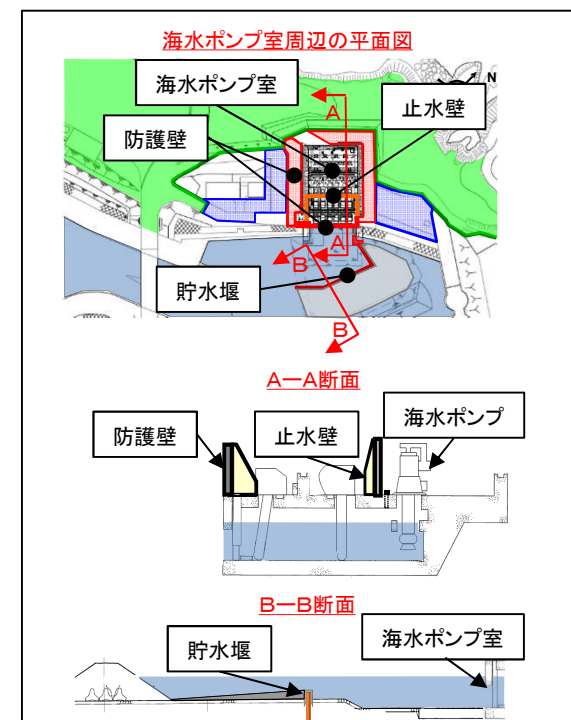 海水ポンプ室周辺の平面図
海水ポンプ室
N
止水壁
A
防護壁
A
B
貯水堰
B
A－A断面
海水ポンプ
防護壁
止水壁
B－B断面
貯水堰
海水ポンプ室